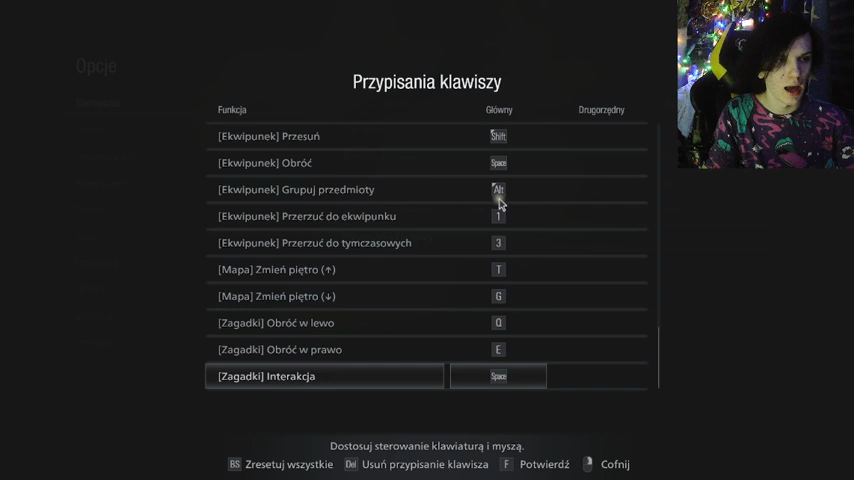 Opcje
Przypisania klawiszy
Funkcja Główny Drugorzędny
[Ekwipunek] Przesuń Shift
[Ekwipunek] Obróć Space
[Ekwipunek] Grupuj przedmioty Alt
[Ekwipunek] Przerzuć do ekwipunku 1
[Ekwipunek] Przerzuć do tymczasowych 3
[Mapa] Zmień piętro (↑) T
[Mapa] Zmień piętro (↓) G
[Zagadki] Obróć w lewo Q
[Zagadki] Obróć w prawo E
[Zagadki] Interakcja Space
Dostosuj sterowanie klawiaturą i myszą.
BS Zresetuj wszystkie Del Usuń przypisanie klawisza F Potwierdź Cofnij